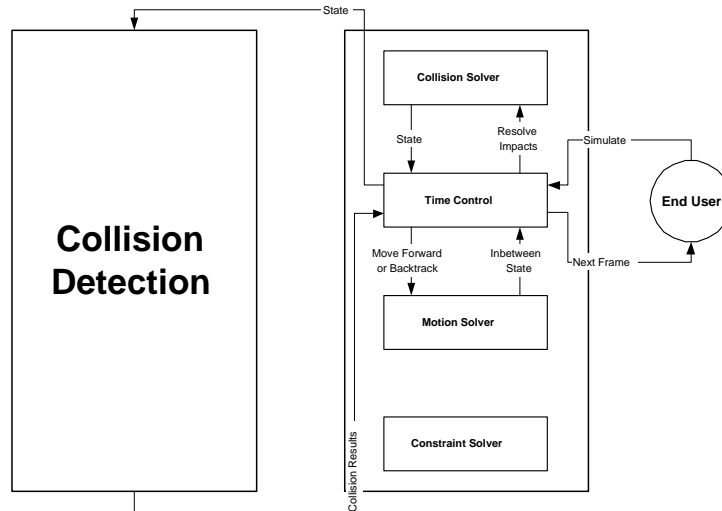 State
Collision Solver
State
Resolve
Impacts
Simulate
Time Control
End User
Collision
Detection
Move Forward
or Backtrack
Inbetween
State
Next Frame
Motion Solver
Constraint Solver
Collision Results